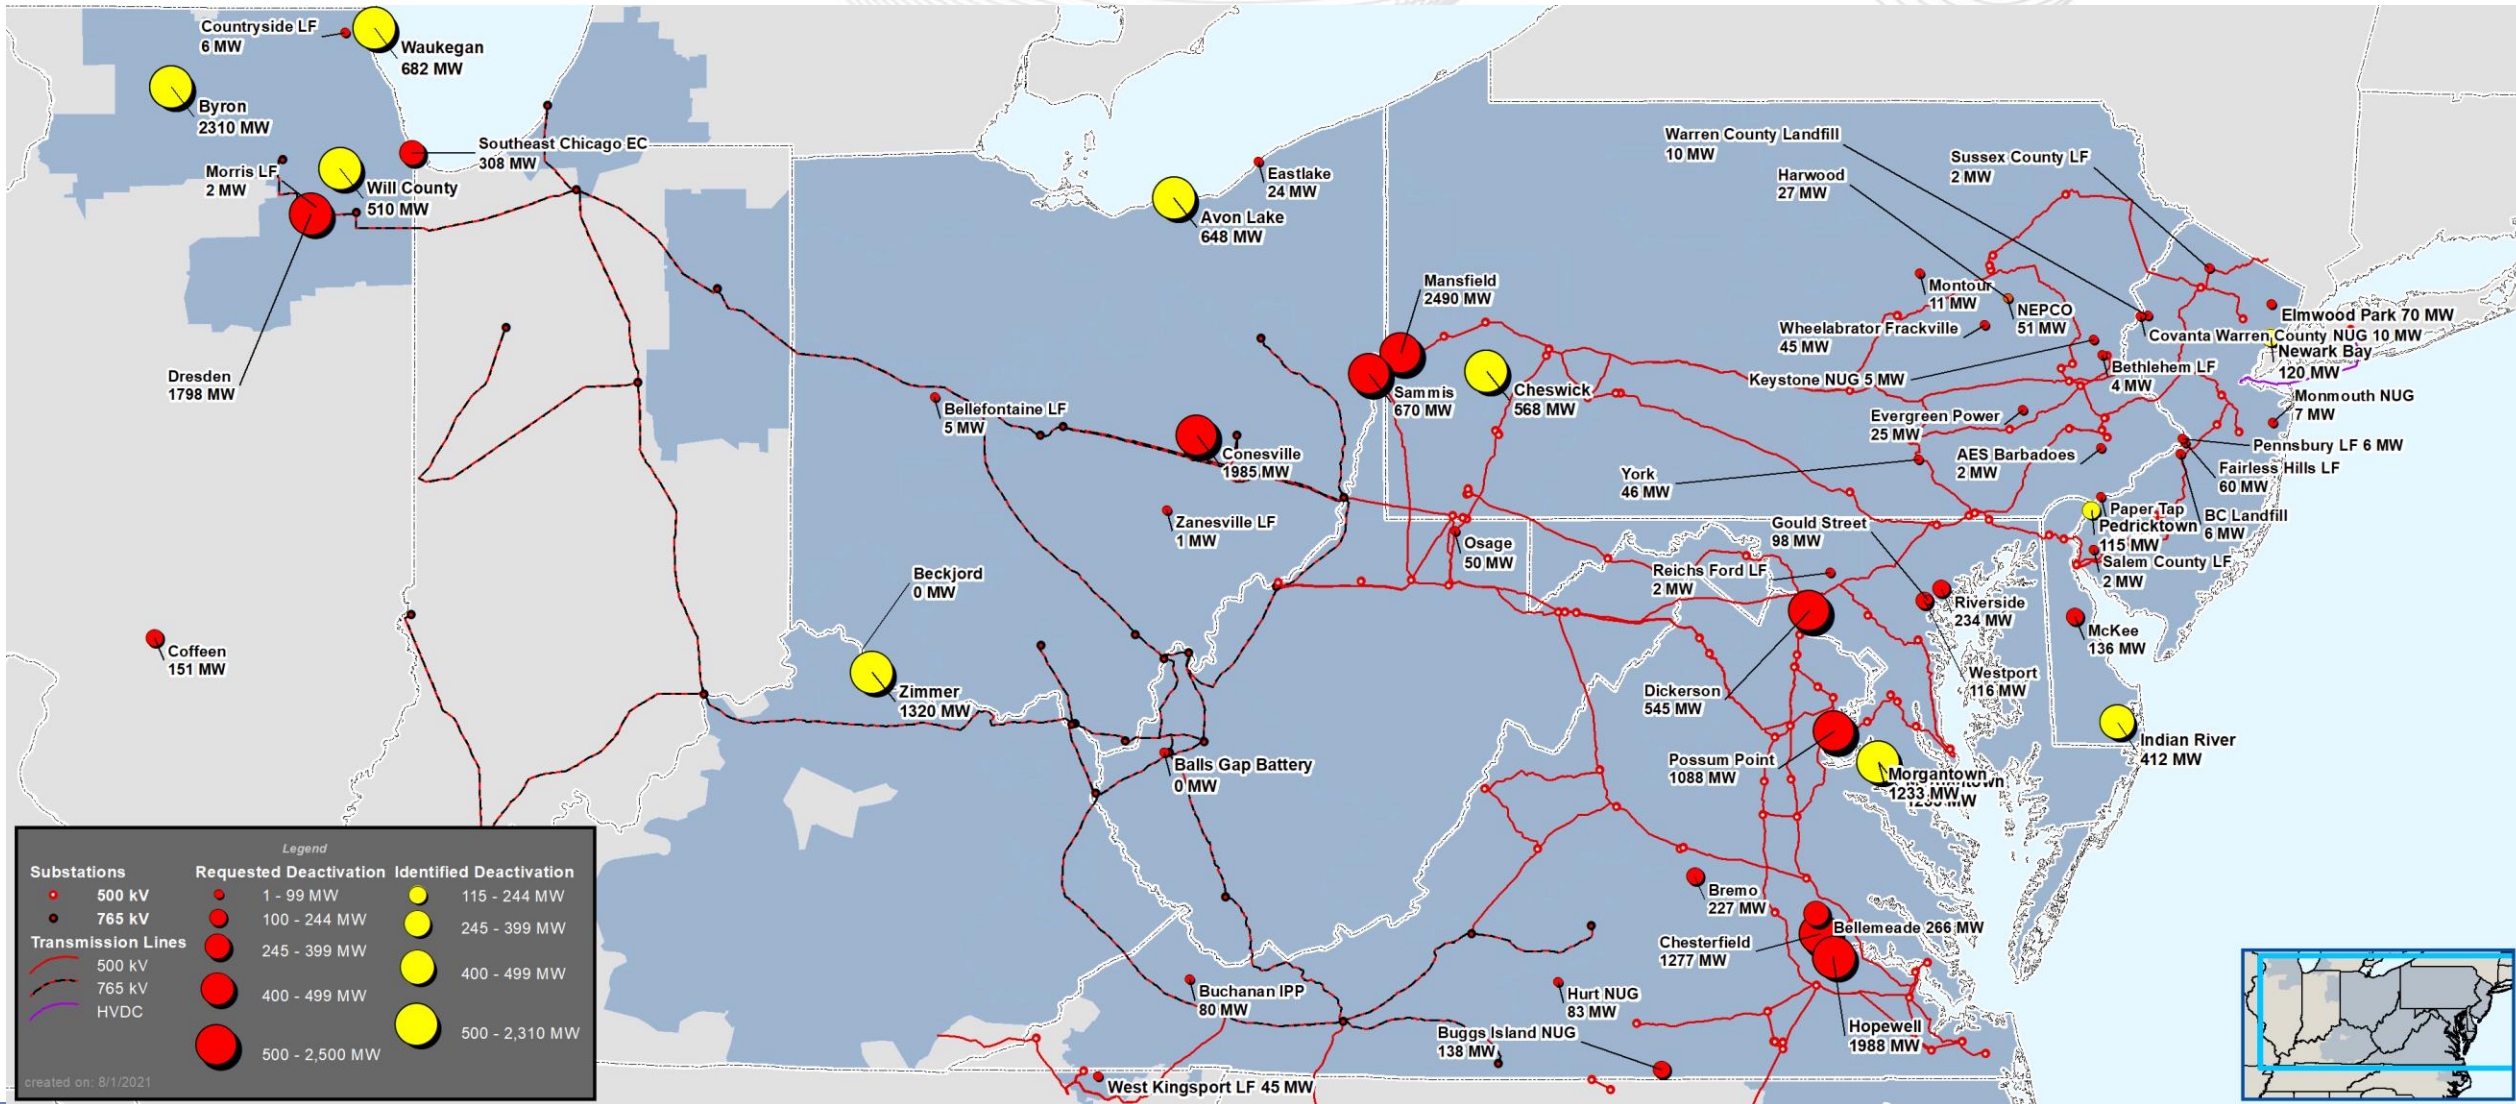 Countryside LF
6 MW
Waukegan
682 MW
Byron
2310 MW
Southeast Chicago EC
308 MW
Morris LF
2 MW
Will County
510 MW
Dresden
1798 MW
Coffeen
151 MW
Eastlake
24 MW
Avon Lake
648 MW
Mansfield
2490 MW
Sammis
670 MW
Cheswick
568 MW
Bellefontaine LF
5 MW
Conesville
1985 MW
Zanesville LF
1 MW
Beckjord
0 MW
Zimmer
1320 MW
Balls Gap Battery
0 MW
Osage
50 MW
Warren County Landfill
10 MW
Sussex County LF
2 MW
Harwood
27 MW
Montour
11 MW
NEPCO
51 MW
Wheelabrator Frackville
45 MW
Elmwood Park 70 MW
Covanta Warren County NUG 10 MW
Newark Bay
120 MW
Keystone NUG 5 MW
Bethlehem LF
4 MW
Monmouth NUG
7 MW
Evergreen Power
25 MW
AES Barbadoes
2 MW
Pennsbury LF 6 MW
Fairless Hills LF
60 MW
York
46 MW
Paper Tap
BC Landfill
6 MW
Pedricktown
115 MW
Gould Street
98 MW
Salem County LF
2 MW
Reichs Ford LF
2 MW
Riverside
234 MW
McKee
136 MW
Westport
116 MW
Dickerson
545 MW
Indian River
412 MW
Possum Point
1088 MW
Morgantown
1233 MW
Bremo
227 MW
Bellemeade 266 MW
Chesterfield
1277 MW
Buchanan IPP
80 MW
Hurt NUG
83 MW
Buggs Island NUG
138 MW
Hopewell
1988 MW
West Kingsport LF 45 MW
Legend
Substations
500 kV
765 kV
Transmission Lines
500 kV
765 kV
HVDC
Requested Deactivation
1 - 99 MW
100 - 244 MW
245 - 399 MW
400 - 499 MW
500 - 2,500 MW
Identified Deactivation
115 - 244 MW
245 - 399 MW
400 - 499 MW
500 - 2,310 MW
created on: 8/1/2021